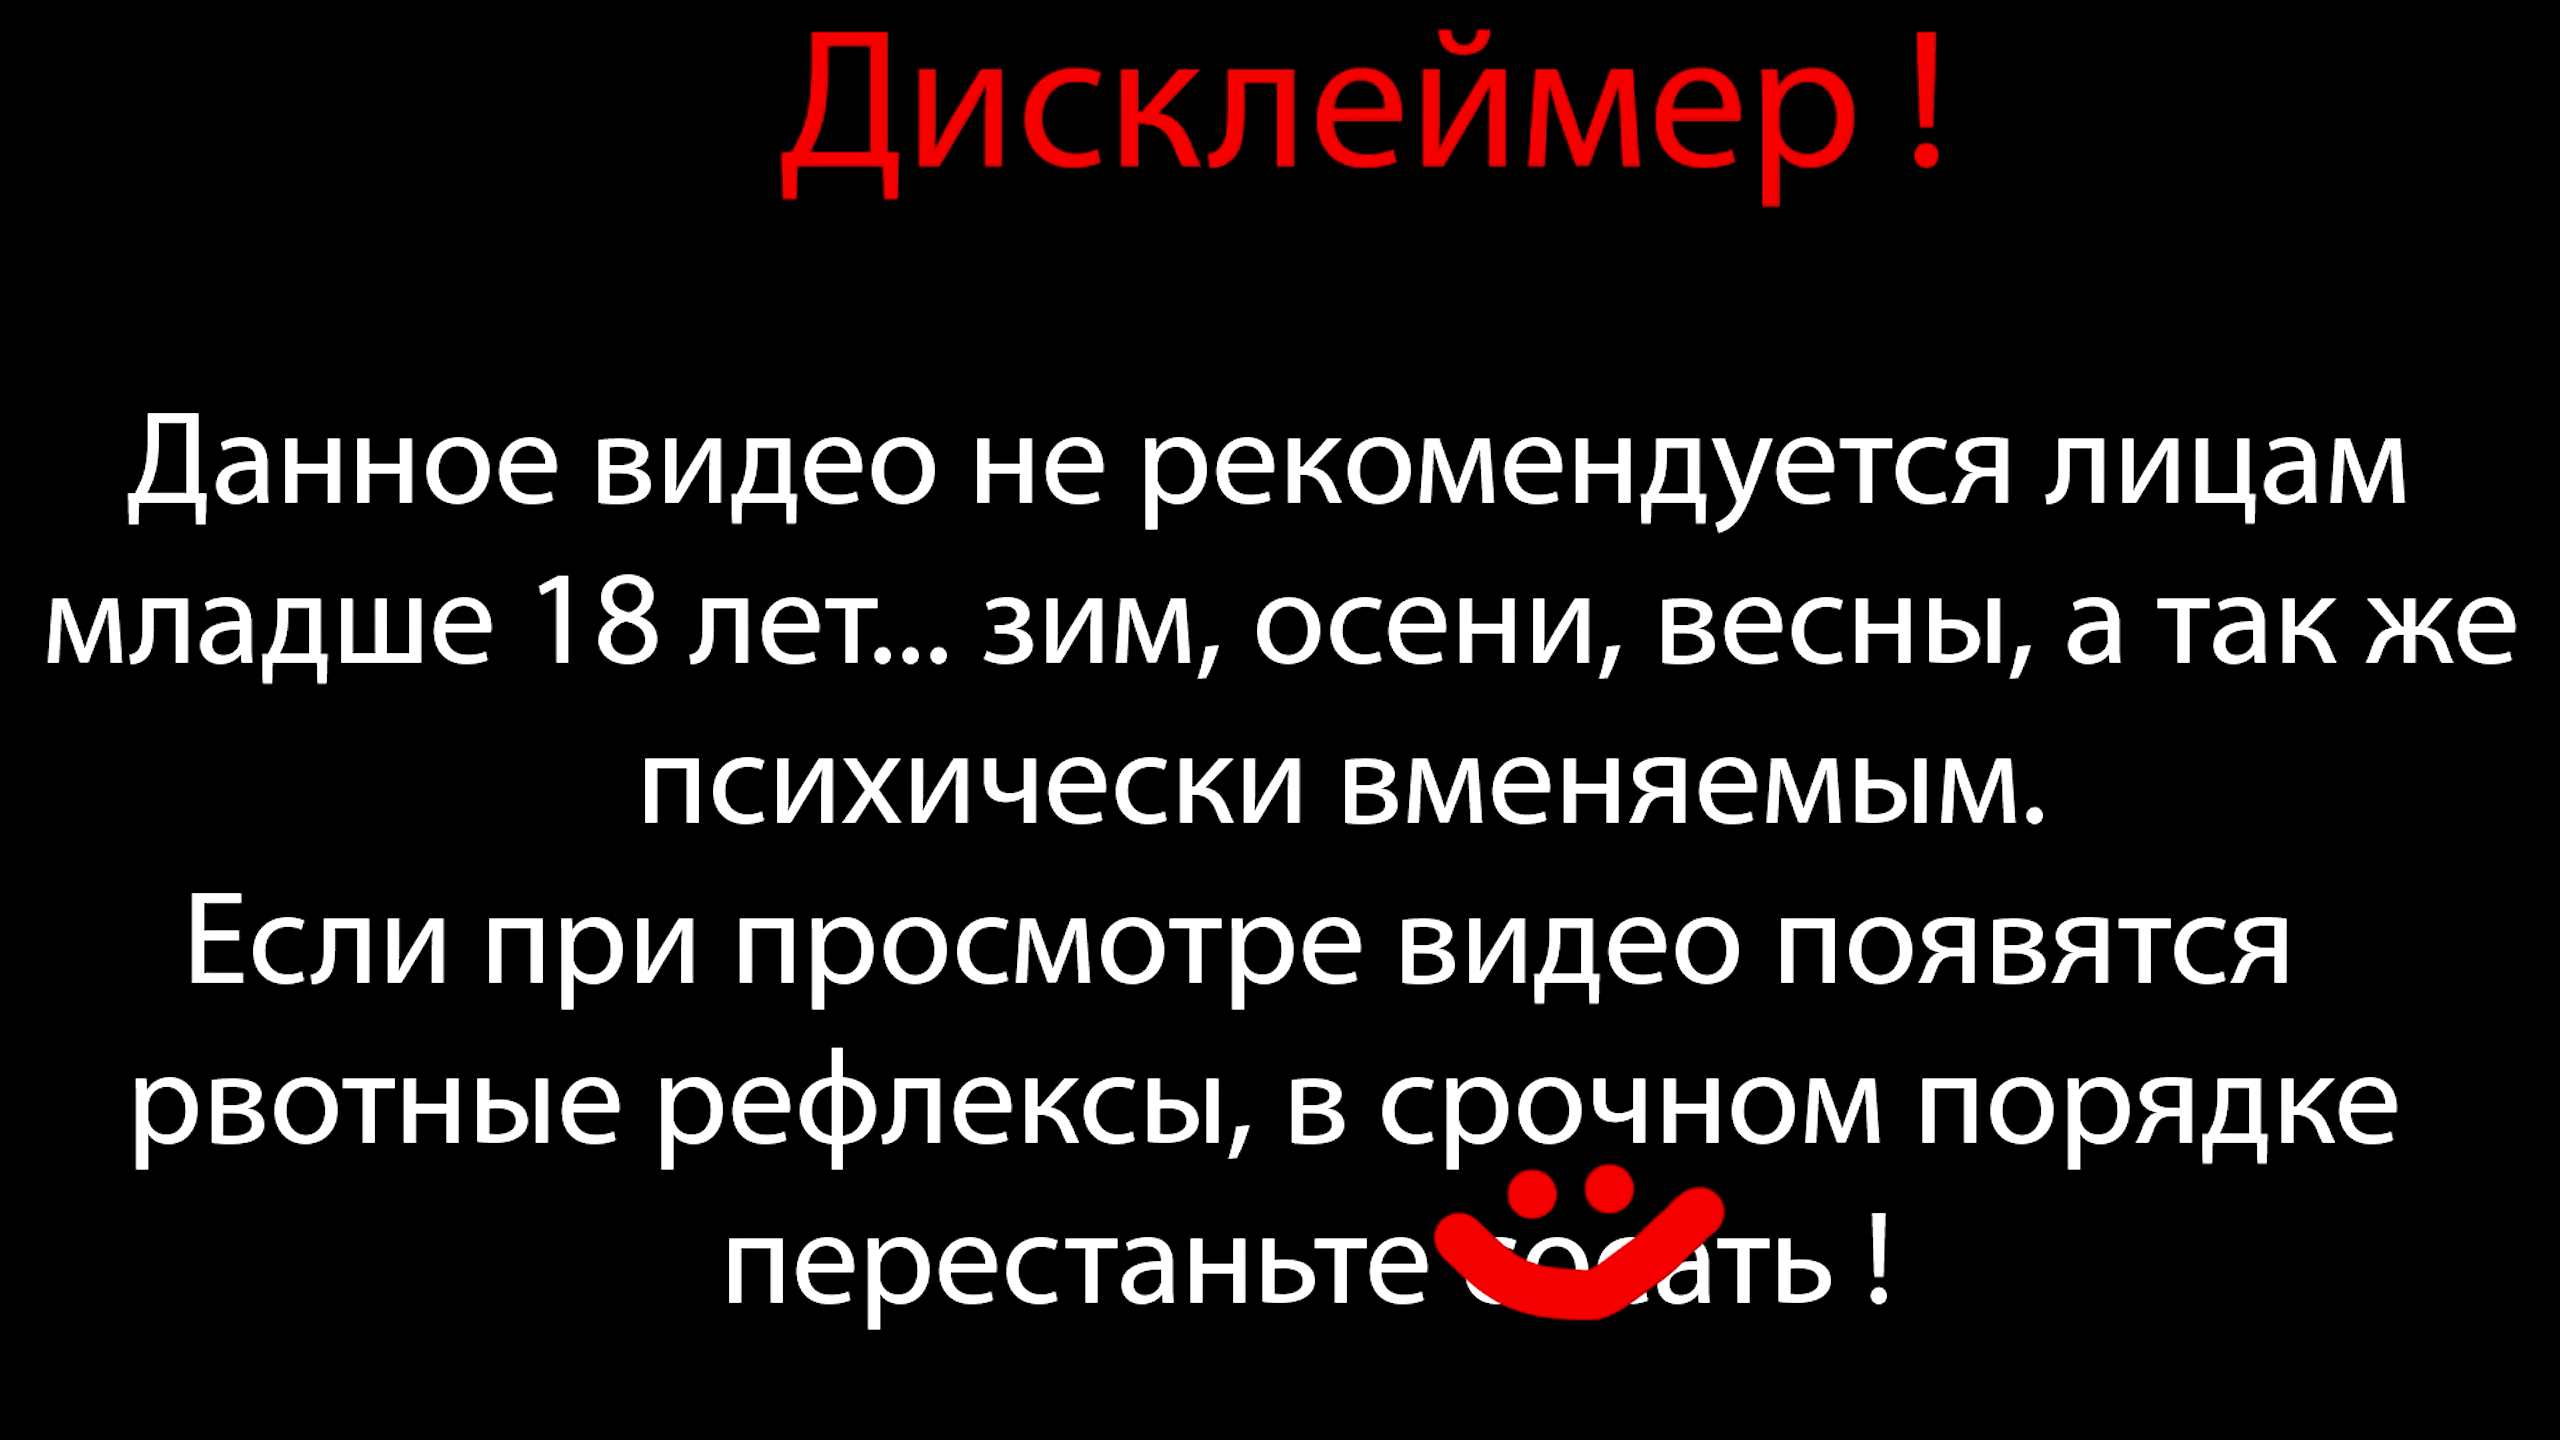 Дисклеймер !
Данное видео не рекомендуется лицам
младше 18 лет... зим, осени, весны, а так же
психически вменяемым.
Если при просмотре видео появятся
рвотные рефлексы, в срочном порядке
перестаньте сосать !